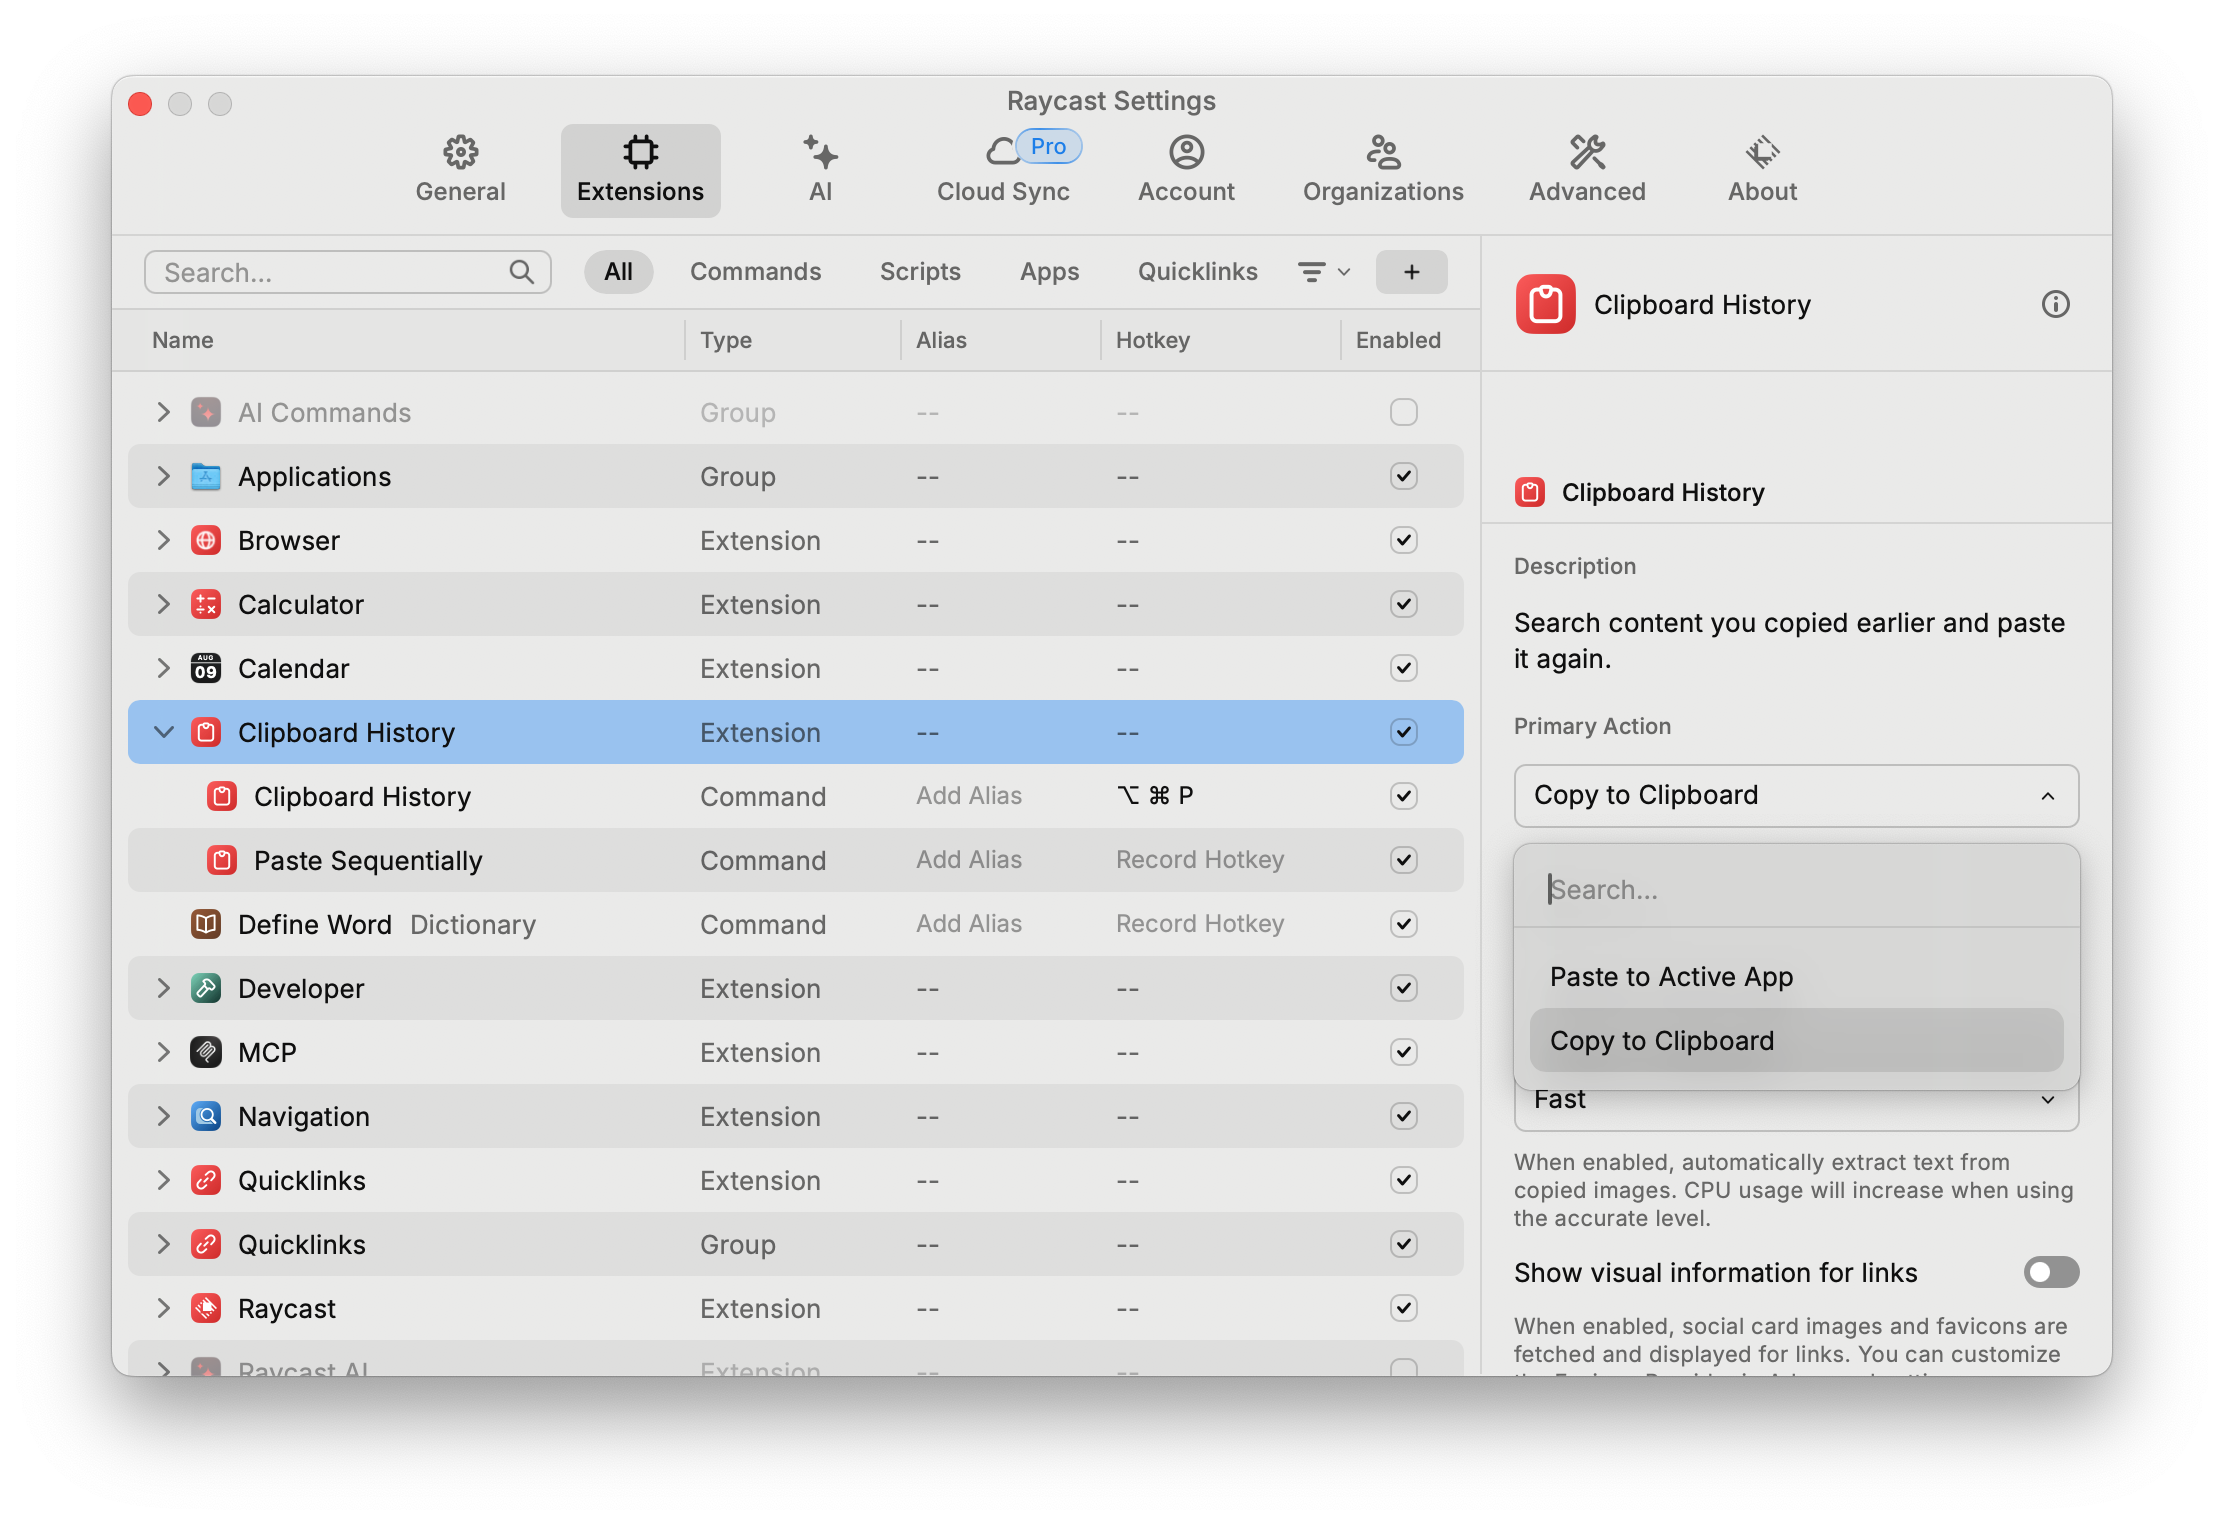 Raycast Settings
General
Extensions
AI
Cloud Sync
Pro
Account
Organizations
Advanced
About
Search...
All
Commands
Scripts
Apps
Quicklinks
+
Name Type Alias Hotkey Enabled
AI Commands Group -- --
Applications Group -- --
Browser Extension -- --
Calculator Extension -- --
AUG
09
Calendar Extension -- --
Clipboard History Extension -- --
Clipboard History Command Add Alias ⌥ ⌘ P
Paste Sequentially Command Add Alias Record Hotkey
Define Word Dictionary Command Add Alias Record Hotkey
Developer Extension -- --
MCP Extension -- --
Navigation Extension -- --
Quicklinks Extension -- --
Quicklinks Group -- --
Raycast Extension -- --
Raycast AI Extension -- --
Clipboard History
Clipboard History
Description
Search content you copied earlier and paste
it again.
Primary Action
Copy to Clipboard
Search...
Paste to Active App
Copy to Clipboard
Fast
When enabled, automatically extract text from
copied images. CPU usage will increase when using
the accurate level.
Show visual information for links
When enabled, social card images and favicons are
fetched and displayed for links. You can customize